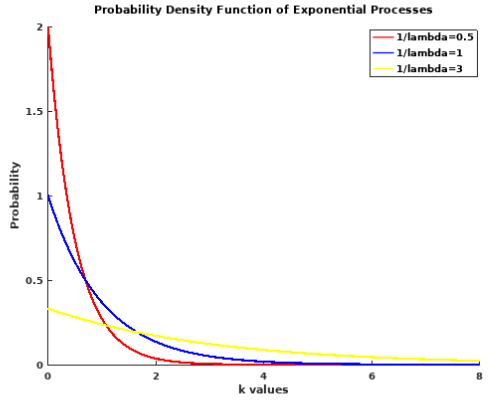 Probability Density Function of Exponential Processes
1/lambda=0.5
1/lambda=1
1/lambda=3
2
1.5
1
0.5
0
Probability
0 2 4 6 8
k values